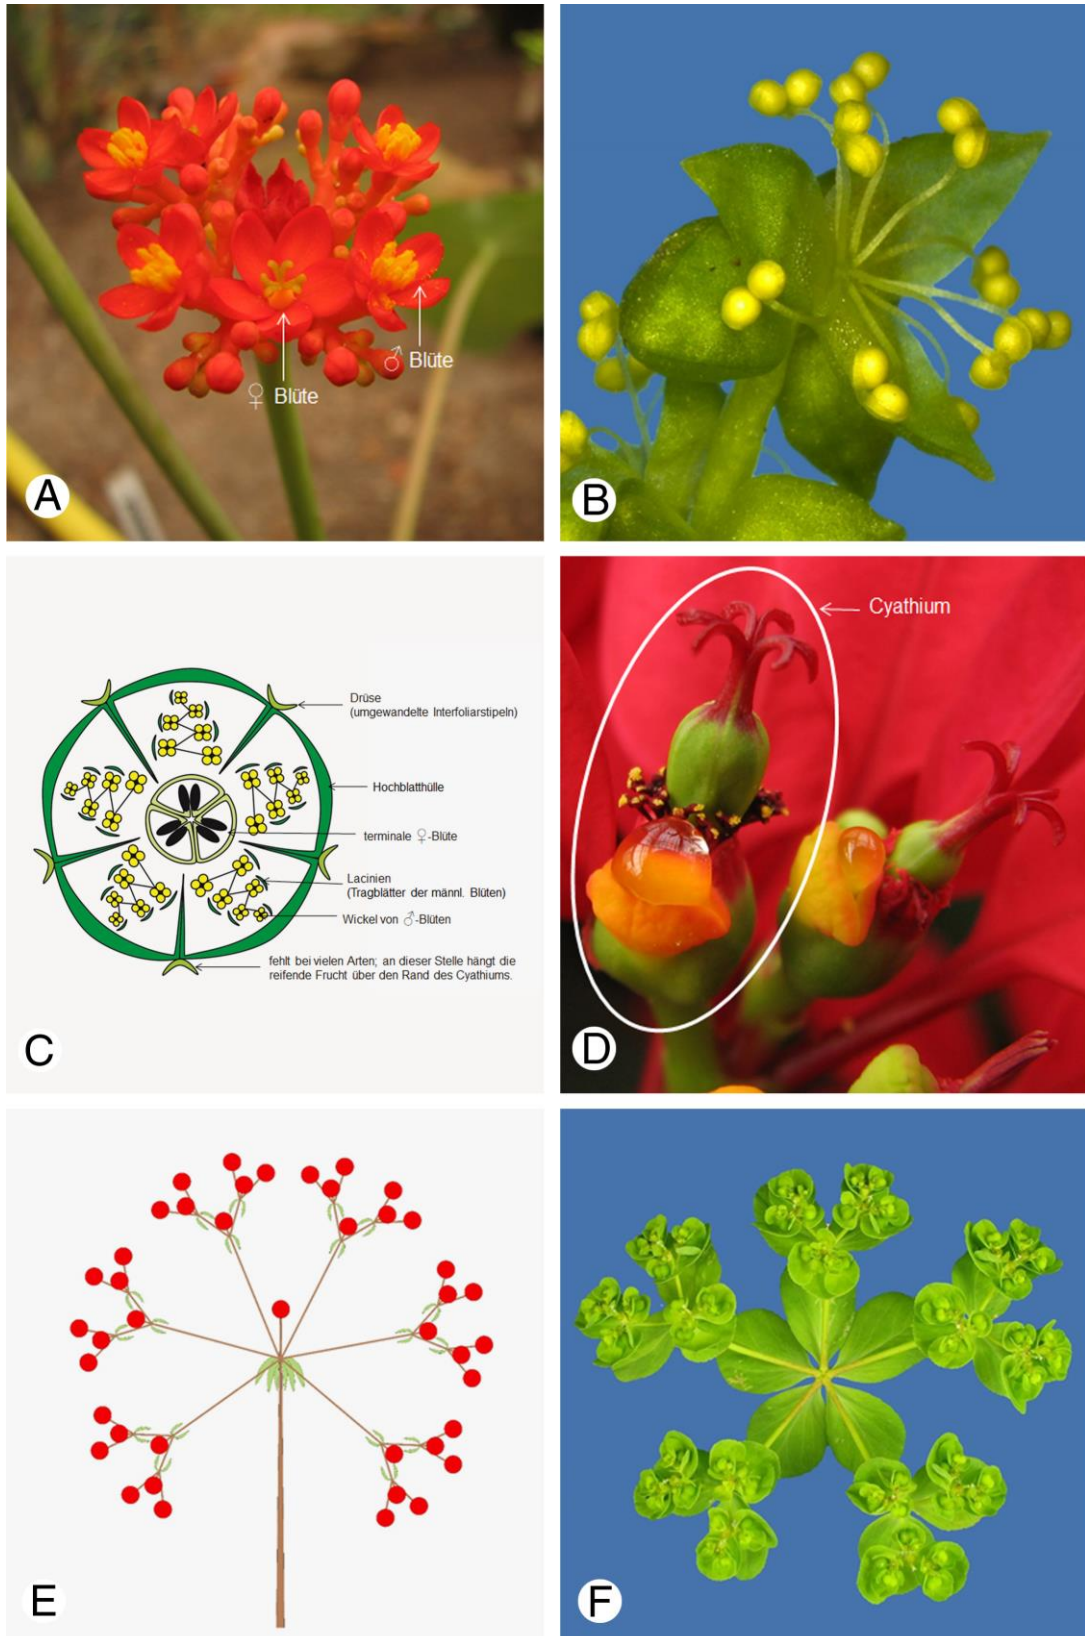 ♂ Blüte
♀ Blüte
A
B
Drüse
(umgewandelte Interfoliarstipeln)
Hochblatthülle
terminale ♀-Blüte
Lacinien
(Tragblätter der männl. Blüten)
Wickel von ♂-Blüten
fehlt bei vielen Arten; an dieser Stelle hängt die
reifende Frucht über den Rand des Cyathiums.
C
Cyathium
D
E
F